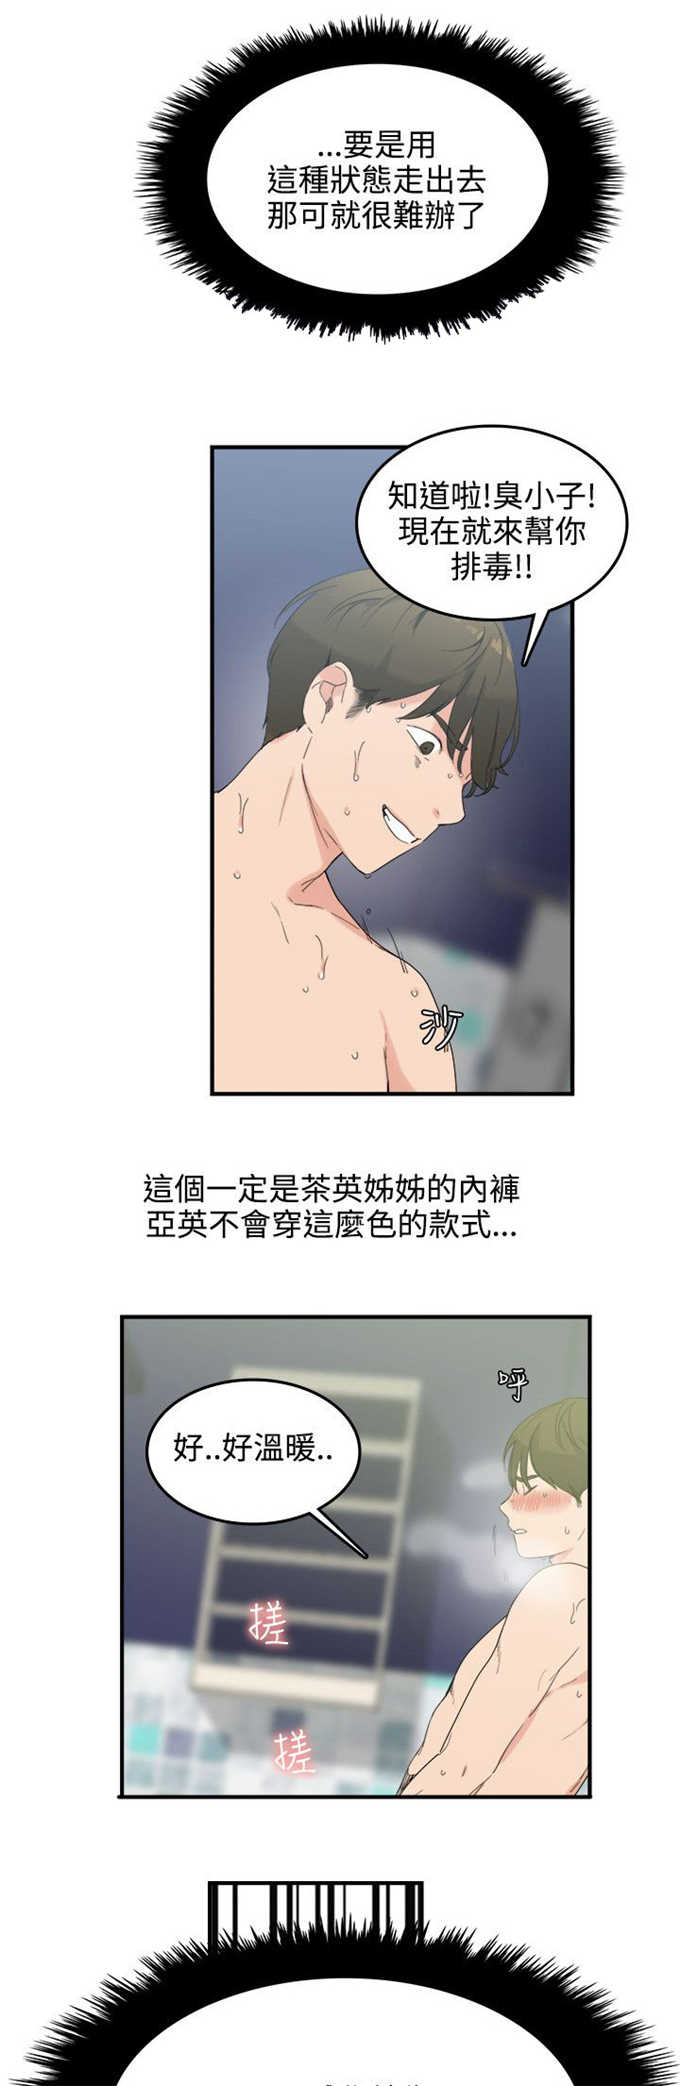 ...要是用
這種狀態走出去
那可就很難辦了
知道啦!臭小子!
現在就來幫你
排毒!!
沙
這個一定是茶英姊姊的內褲
亞英不會穿這麼色的款式...
呼
好..好溫暖..
搓
搓